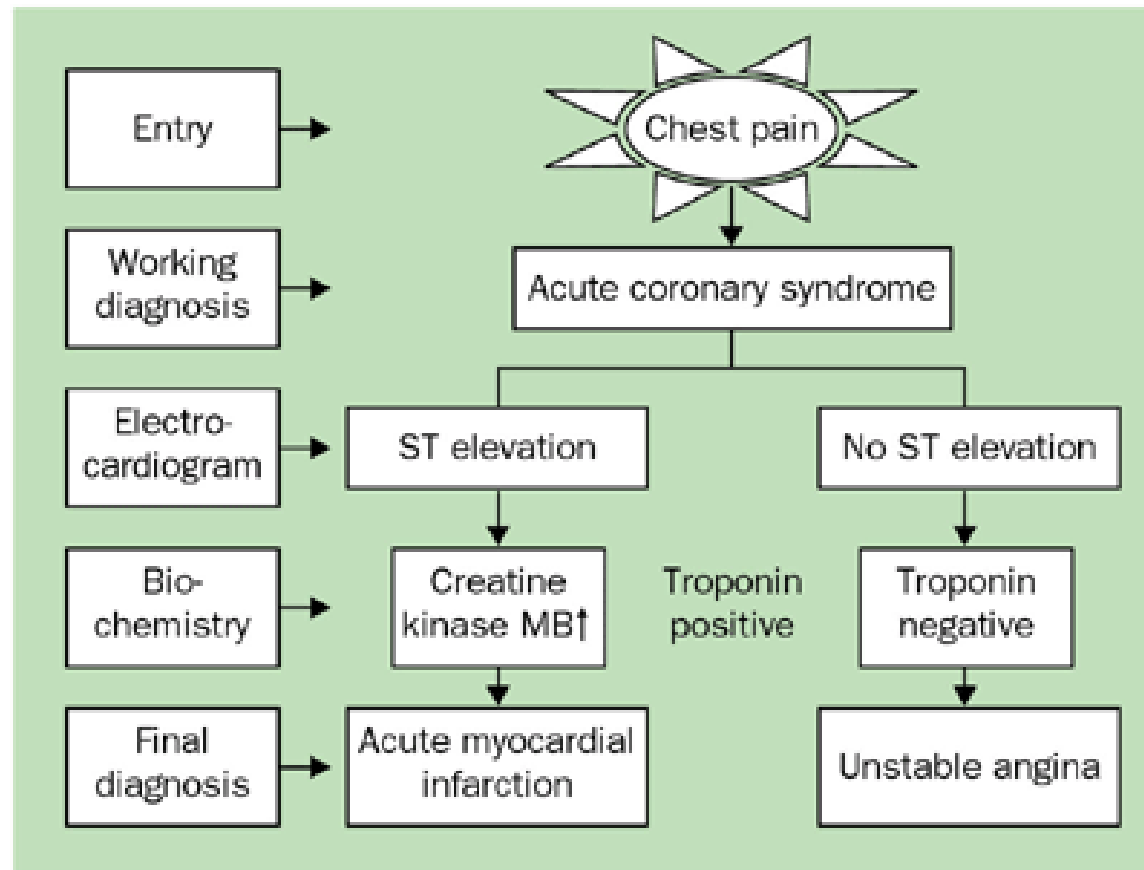 Entry
Chest pain
Working
diagnosis
Acute coronary syndrome
Electro-
cardiogram
ST elevation
No ST elevation
Bio-
chemistry
Creatine
kinase MB↑
Troponin
positive
Troponin
negative
Final
diagnosis
Acute myocardial
infarction
Unstable angina